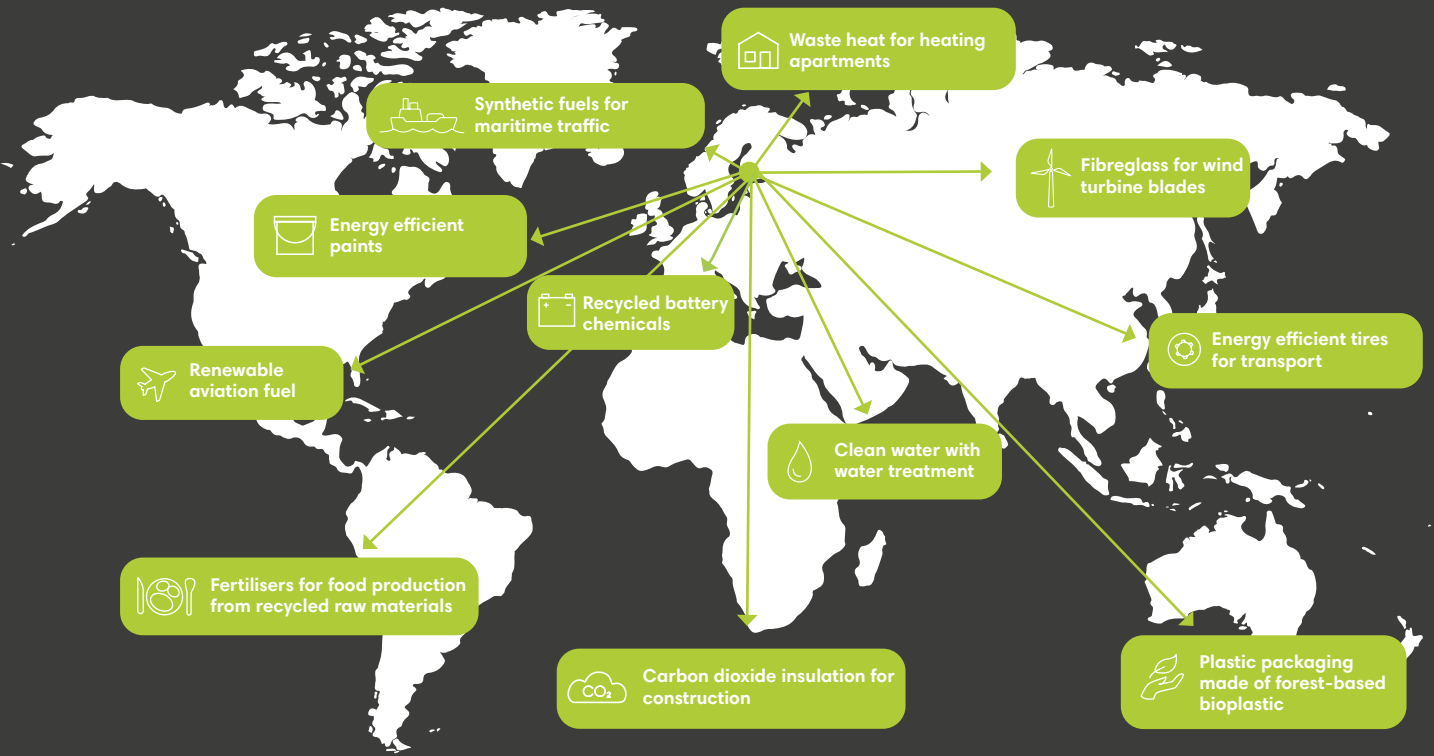 Waste heat for heating
apartments
Synthetic fuels for
maritime traffic
Fibreglass for wind
turbine blades
Energy efficient
paints
Recycled battery
chemicals
Energy efficient tires
for transport
Renewable
aviation fuel
Clean water with
water treatment
Fertilisers for food production
from recycled raw materials
CO₂
Carbon dioxide insulation for
construction
Plastic packaging
made of forest-based
bioplastic